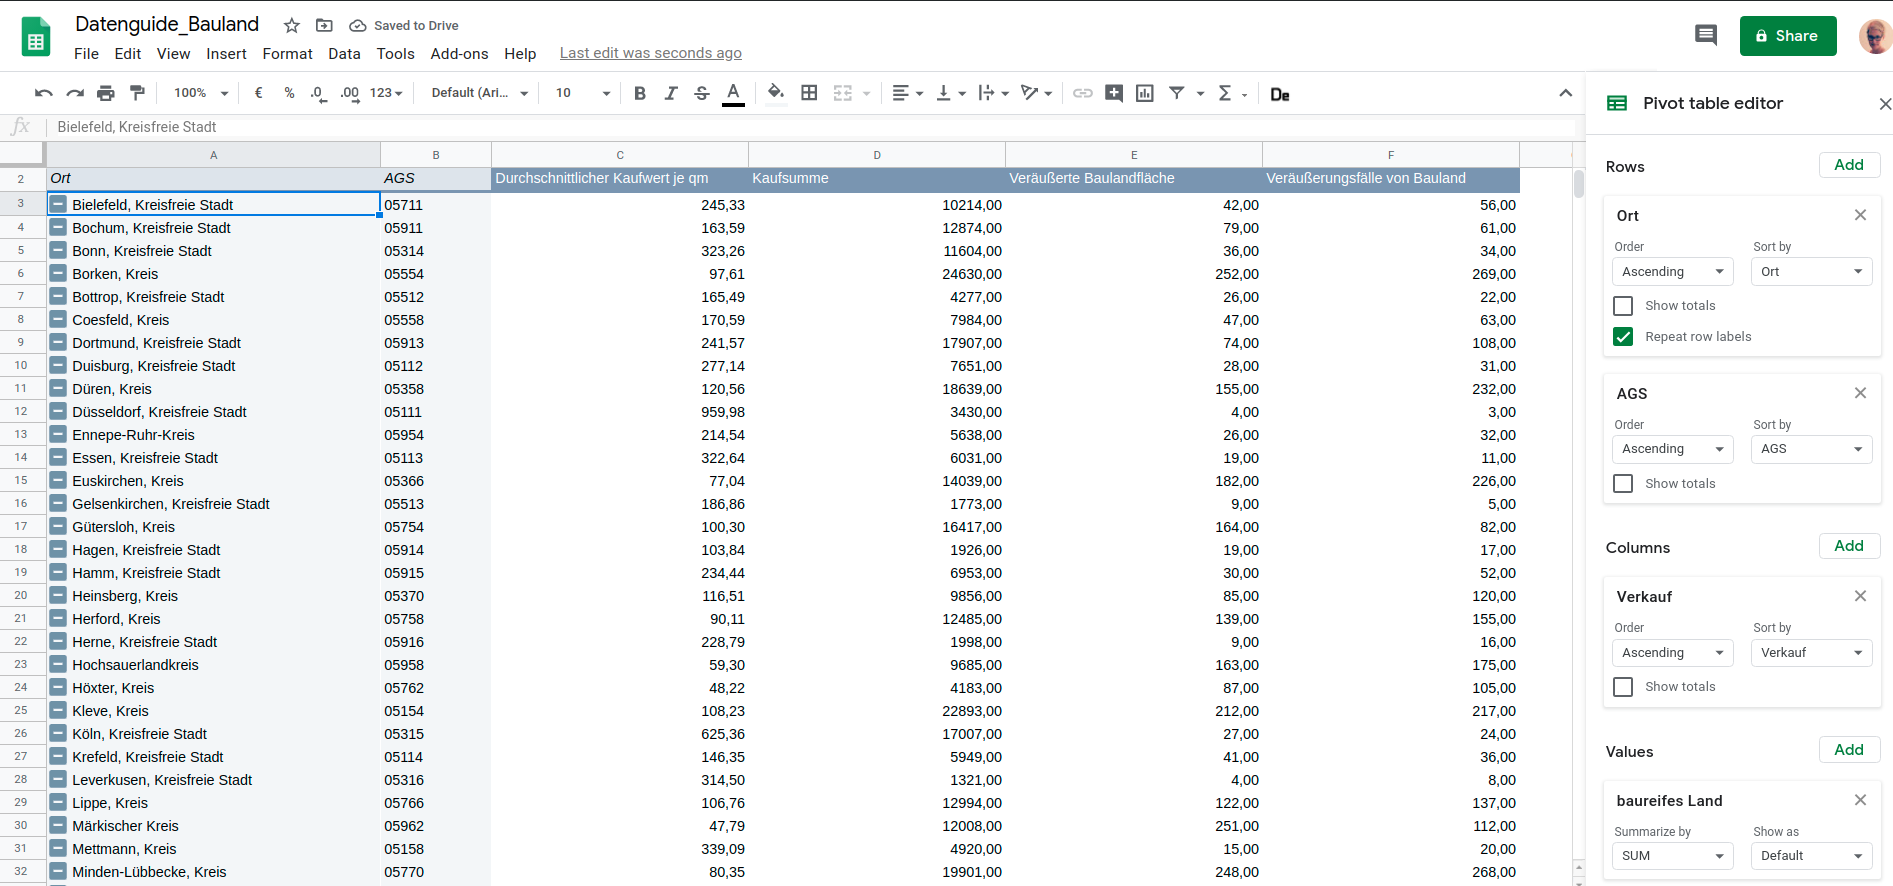 Datenguide_Bauland Saved to Drive
File Edit View Insert Format Data Tools Add-ons Help Last edit was seconds ago
Share
100% € % .0 .00 123 Default (Ari... 10 B I S A Σ De
Pivot table editor
fx Bielefeld, Kreisfreie Stadt
A B C D E F
2 Ort AGS Durchschnittlicher Kaufwert je qm Kaufsumme Veräußerte Baulandfläche Veräußerungsfälle von Bauland
3 Bielefeld, Kreisfreie Stadt 05711 245,33 10214,00 42,00 56,00
4 Bochum, Kreisfreie Stadt 05911 163,59 12874,00 79,00 61,00
5 Bonn, Kreisfreie Stadt 05314 323,26 11604,00 36,00 34,00
6 Borken, Kreis 05554 97,61 24630,00 252,00 269,00
7 Bottrop, Kreisfreie Stadt 05512 165,49 4277,00 26,00 22,00
8 Coesfeld, Kreis 05558 170,59 7984,00 47,00 63,00
9 Dortmund, Kreisfreie Stadt 05913 241,57 17907,00 74,00 108,00
10 Duisburg, Kreisfreie Stadt 05112 277,14 7651,00 28,00 31,00
11 Düren, Kreis 05358 120,56 18639,00 155,00 232,00
12 Düsseldorf, Kreisfreie Stadt 05111 959,98 3430,00 4,00 3,00
13 Ennepe-Ruhr-Kreis 05954 214,54 5638,00 26,00 32,00
14 Essen, Kreisfreie Stadt 05113 322,64 6031,00 19,00 11,00
15 Euskirchen, Kreis 05366 77,04 14039,00 182,00 226,00
16 Gelsenkirchen, Kreisfreie Stadt 05513 186,86 1773,00 9,00 5,00
17 Gütersloh, Kreis 05754 100,30 16417,00 164,00 82,00
18 Hagen, Kreisfreie Stadt 05914 103,84 1926,00 19,00 17,00
19 Hamm, Kreisfreie Stadt 05915 234,44 6953,00 30,00 52,00
20 Heinsberg, Kreis 05370 116,51 9856,00 85,00 120,00
21 Herford, Kreis 05758 90,11 12485,00 139,00 155,00
22 Herne, Kreisfreie Stadt 05916 228,79 1998,00 9,00 16,00
23 Hochsauerlandkreis 05958 59,30 9685,00 163,00 175,00
24 Höxter, Kreis 05762 48,22 4183,00 87,00 105,00
25 Kleve, Kreis 05154 108,23 22893,00 212,00 217,00
26 Köln, Kreisfreie Stadt 05315 625,36 17007,00 27,00 24,00
27 Krefeld, Kreisfreie Stadt 05114 146,35 5949,00 41,00 36,00
28 Leverkusen, Kreisfreie Stadt 05316 314,50 1321,00 4,00 8,00
29 Lippe, Kreis 05766 106,76 12994,00 122,00 137,00
30 Märkischer Kreis 05962 47,79 12008,00 251,00 112,00
31 Mettmann, Kreis 05158 339,09 4920,00 15,00 20,00
32 Minden-Lübbecke, Kreis 05770 80,35 19901,00 248,00 268,00
Rows Add
Ort
Order Sort by
Ascending Ort
Show totals
Repeat row labels
AGS
Order Sort by
Ascending AGS
Show totals
Columns Add
Verkauf
Order Sort by
Ascending Verkauf
Show totals
Values Add
baureifes Land
Summarize by Show as
SUM Default